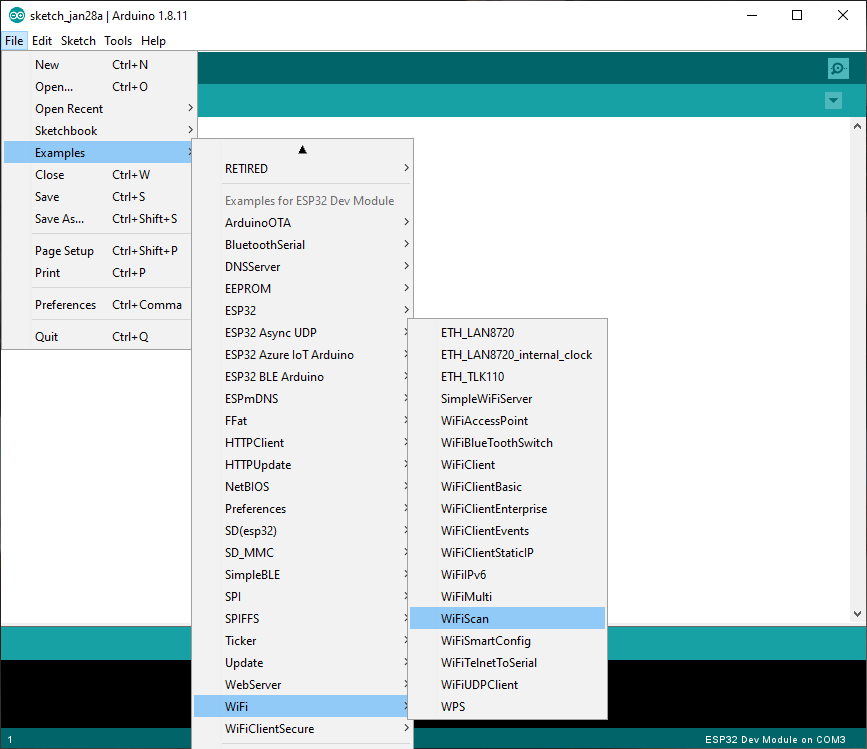 sketch_jan28a | Arduino 1.8.11
File Edit Sketch Tools Help
New Ctrl+N
Open... Ctrl+O
Open Recent
Sketchbook
Examples
Close Ctrl+W
Save Ctrl+S
Save As... Ctrl+Shift+S
Page Setup Ctrl+Shift+P
Print Ctrl+P
Preferences Ctrl+Comma
Quit Ctrl+Q
RETIRED
Examples for ESP32 Dev Module
ArduinoOTA
BluetoothSerial
DNSServer
EEPROM
ESP32
ESP32 Async UDP
ESP32 Azure IoT Arduino
ESP32 BLE Arduino
ESPmDNS
FFat
HTTPClient
HTTPUpdate
NetBIOS
Preferences
SD(esp32)
SD_MMC
SimpleBLE
SPI
SPIFFS
Ticker
Update
WebServer
WiFi
WiFiClientSecure
ETH_LAN8720
ETH_LAN8720_internal_clock
ETH_TLK110
SimpleWiFiServer
WiFiAccessPoint
WiFiBlueToothSwitch
WiFiClient
WiFiClientBasic
WiFiClientEnterprise
WiFiClientEvents
WiFiClientStaticIP
WiFiIPv6
WiFiMulti
WiFiScan
WiFiSmartConfig
WiFiTelnetToSerial
WiFiUDPClient
WPS
1
ESP32 Dev Module on COM3